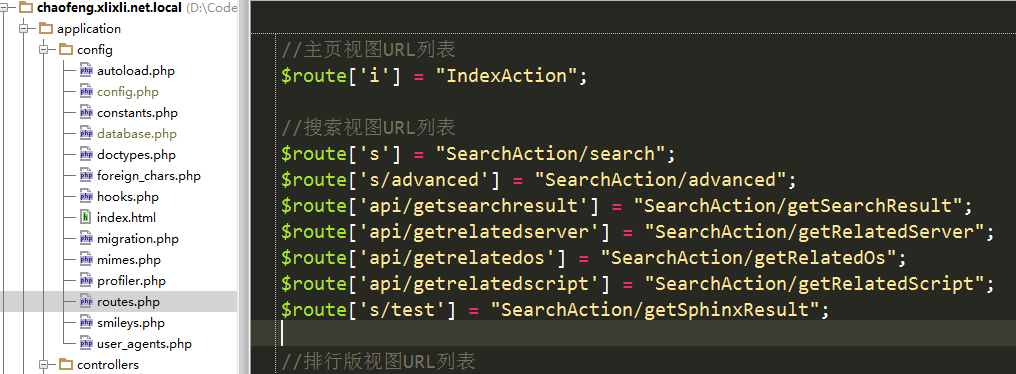 chaofeng.xlixli.net.local (D:\Code
application
config
autoload.php
config.php
constants.php
database.php
doctypes.php
foreign_chars.php
hooks.php
index.html
migration.php
mimes.php
profiler.php
routes.php
smileys.php
user_agents.php
controllers
//主页视图URL列表
$route['i'] = "IndexAction";
//搜索视图URL列表
$route['s'] = "SearchAction/search";
$route['s/advanced'] = "SearchAction/advanced";
$route['api/getsearchresult'] = "SearchAction/getSearchResult";
$route['api/getrelatedserver'] = "SearchAction/getRelatedServer";
$route['api/getrelatedos'] = "SearchAction/getRelatedOs";
$route['api/getrelatedscript'] = "SearchAction/getRelatedScript";
$route['s/test'] = "SearchAction/getSphinxResult";
//排行版视图URL列表